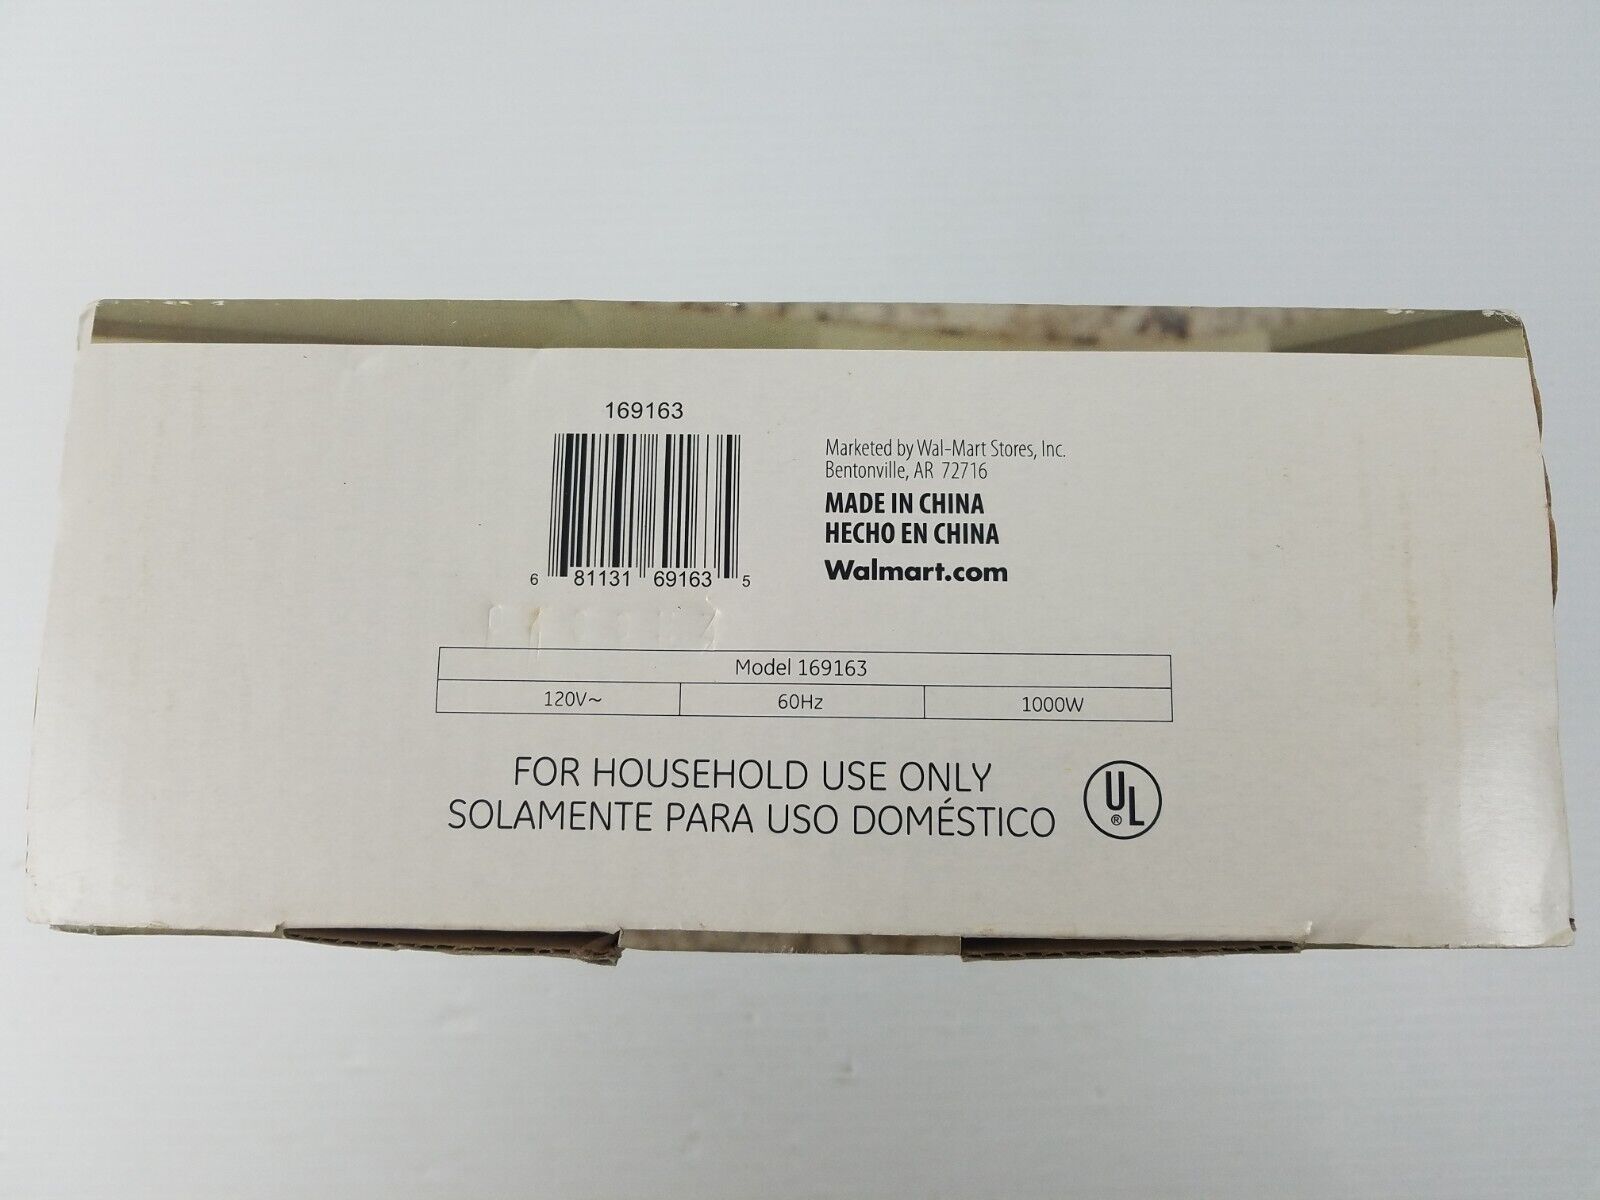 169163
6 81131 69163 5
Marketed by Wal-Mart Stores, Inc.
Bentonville, AR 72716
MADE IN CHINA
HECHO EN CHINA
Walmart.com
Model 169163
120V~ 60Hz 1000W
FOR HOUSEHOLD USE ONLY
SOLAMENTE PARA USO DOMÉSTICO
UL®